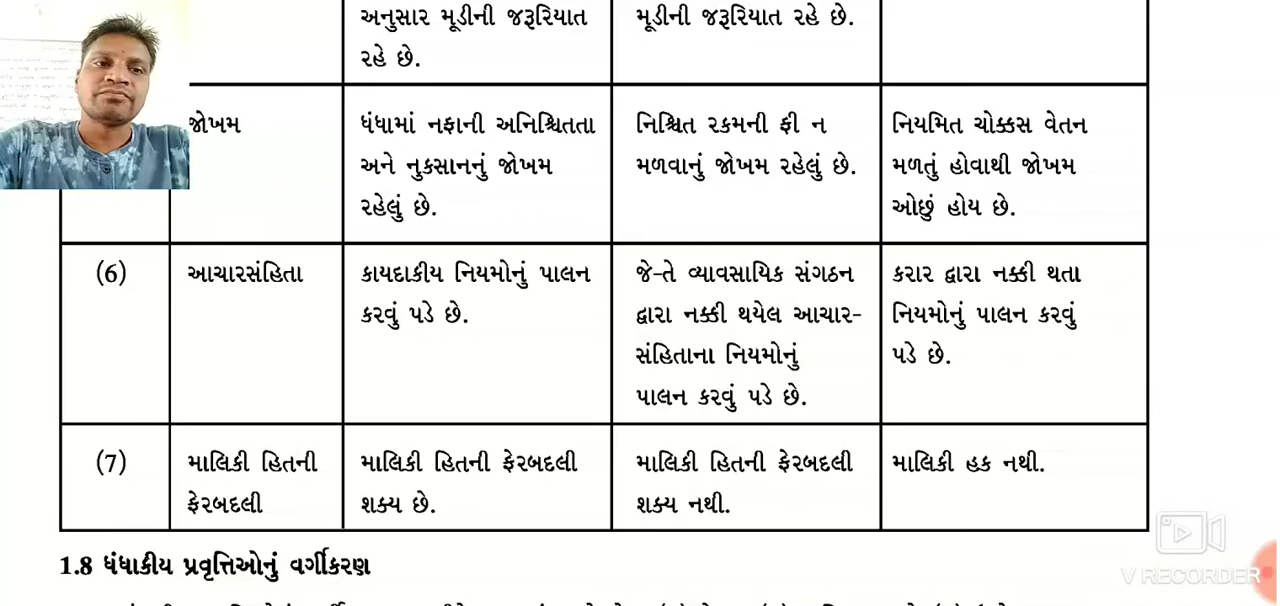 અનુસાર મૂડીની જરૂરિયાત
રહે છે.
મૂડીની જરૂરિયાત રહે છે.
જોખમ
ધંધામાં નફાની અનિશ્ચિતતા
અને નુકસાનનું જોખમ
રહેલું છે.
નિશ્ચિત રકમની ફી ન
મળવાનું જોખમ રહેલું છે.
નિયમિત ચોક્કસ વેતન
મળતું હોવાથી જોખમ
ઓછું હોય છે.
(6)
આચારસંહિતા
કાયદાકીય નિયમોનું પાલન
કરવું પડે છે.
જે-તે વ્યાવસાયિક સંગઠન
દ્વારા નક્કી થયેલ આચાર-
સંહિતાના નિયમોનું
પાલન કરવું પડે છે.
કરાર દ્વારા નક્કી થતા
નિયમોનું પાલન કરવું
પડે છે.
(7)
માલિકી હિતની
ફેરબદલી
માલિકી હિતની ફેરબદલી
શક્ય છે.
માલિકી હિતની ફેરબદલી
શક્ય નથી.
માલિકી હક નથી.
1.8 ધંધાકીય પ્રવૃત્તિઓનું વર્ગીકરણ
V RECORDER